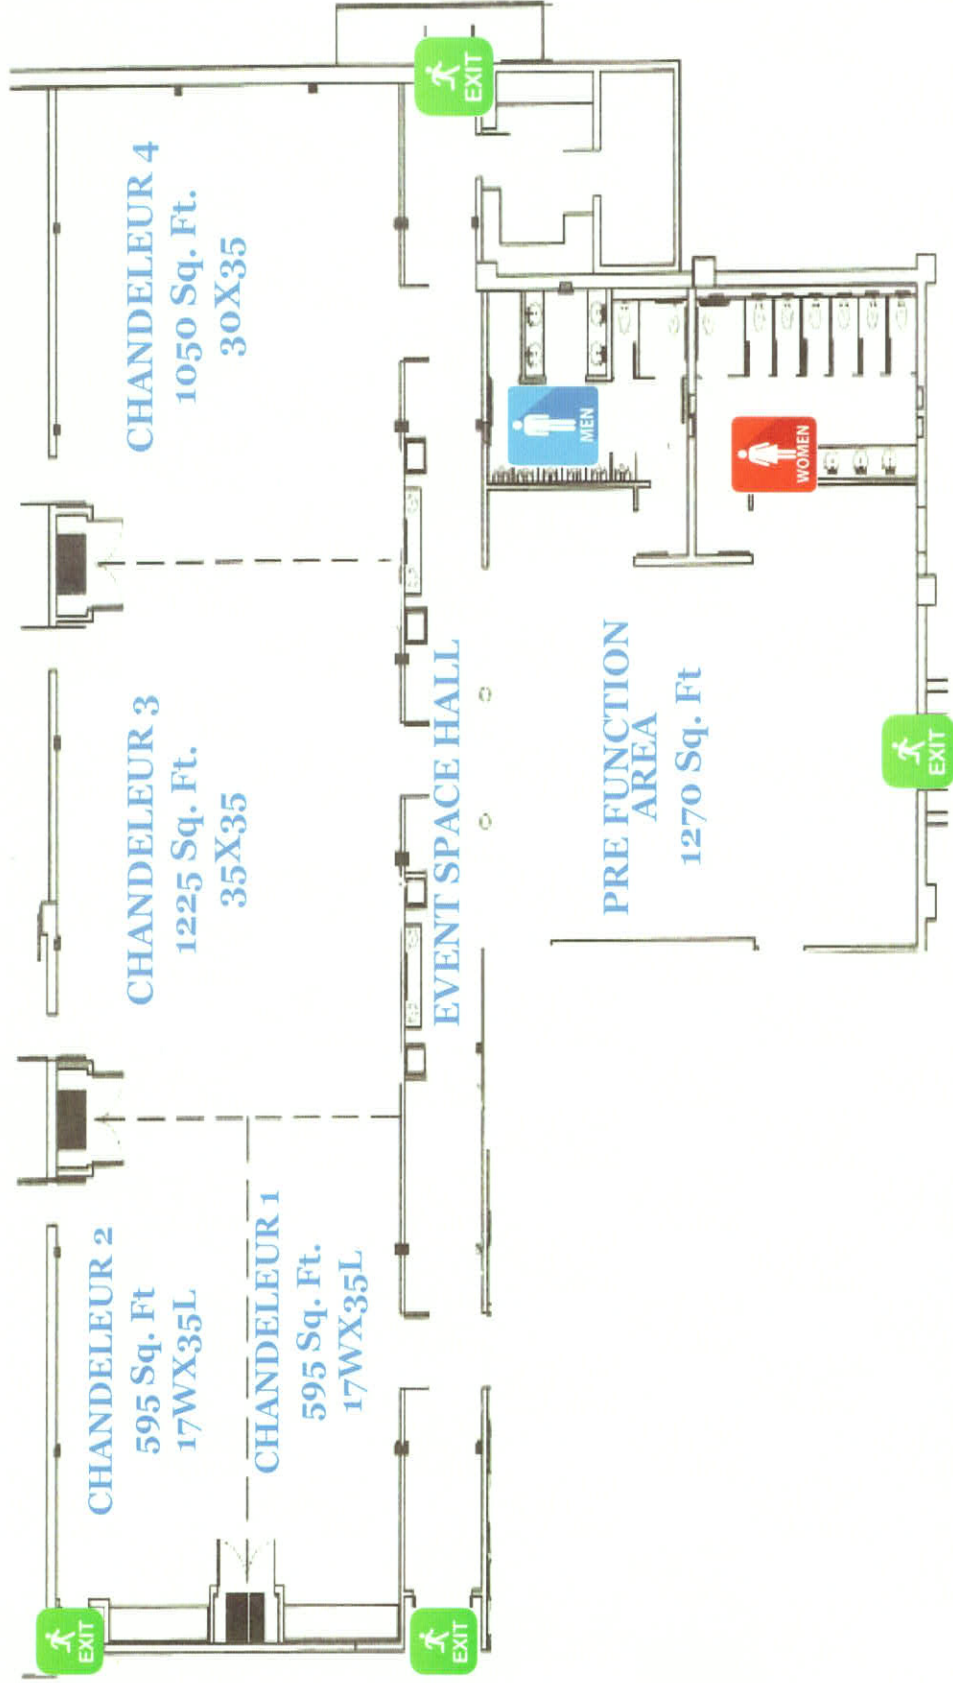 CHANDELEUR 2
595 Sq. Ft
17WX35L
CHANDELEUR 1
595 Sq. Ft.
17WX35L
CHANDELEUR 3
1225 Sq. Ft.
35X35
CHANDELEUR 4
1050 Sq. Ft.
30X35
EVENT SPACE HALL
PRE FUNCTION
AREA
1270 Sq. Ft
MEN
WOMEN
EXIT
EXIT
EXIT
EXIT